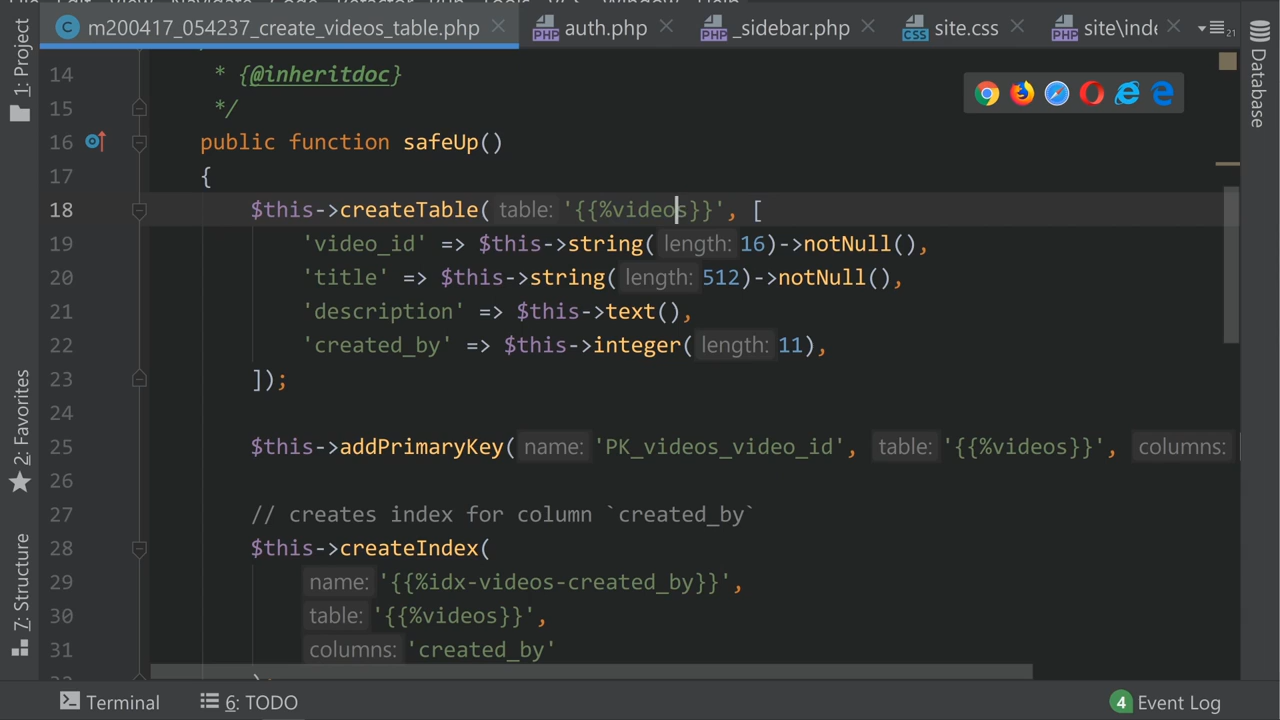 m200417_054237_create_videos_table.php
auth.php
_sidebar.php
site.css
site\inde
21
1: Project
2: Favorites
7: Structure
Database
14 * {@inheritdoc}
15 */
16 public function safeUp()
17 {
18 $this->createTable( table: '{{%videos}}', [
19 'video_id' => $this->string( length: 16)->notNull(),
20 'title' => $this->string( length: 512)->notNull(),
21 'description' => $this->text(),
22 'created_by' => $this->integer( length: 11),
23 ]);
24
25 $this->addPrimaryKey( name: 'PK_videos_video_id', table: '{{%videos}}', columns:
26
27 // creates index for column `created_by`
28 $this->createIndex(
29 name: '{{%idx-videos-created_by}}',
30 table: '{{%videos}}',
31 columns: 'created_by'
Terminal
6: TODO
4 Event Log